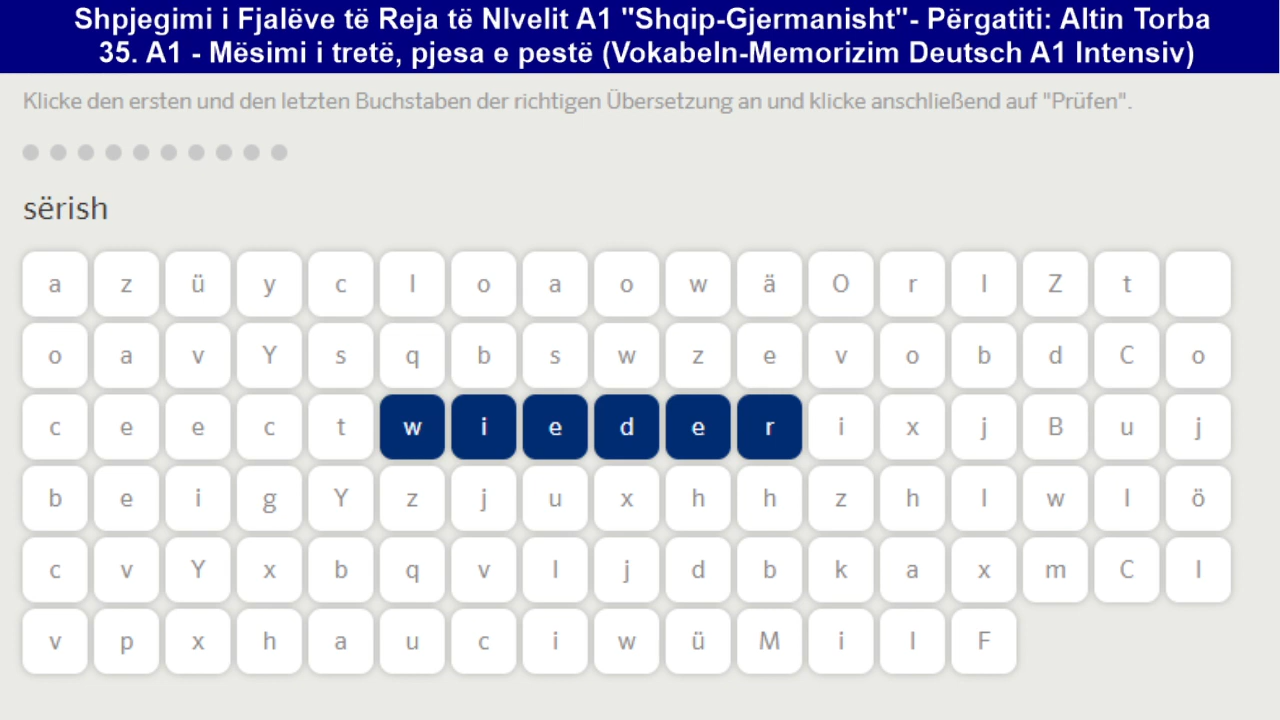 Shpjegimi i Fjalëve të Reja të NIvelit A1 "Shqip-Gjermanisht"- Përgatiti: Altin Torba
35. A1 - Mësimi i tretë, pjesa e pestë (Vokabeln-Memorizim Deutsch A1 Intensiv)
Klicke den ersten und den letzten Buchstaben der richtigen Übersetzung an und klicke anschließend auf "Prüfen".
sërish
a z ü y c l o a o w ä O r l Z t
o a v Y s q b s w z e v o b d C o
c e e c t w i e d e r i x j B u j
b e i g Y z j u x h h z h l w l ö
c v Y x b q v l j d b k a x m C l
v p x h a u c i w ü M i l F